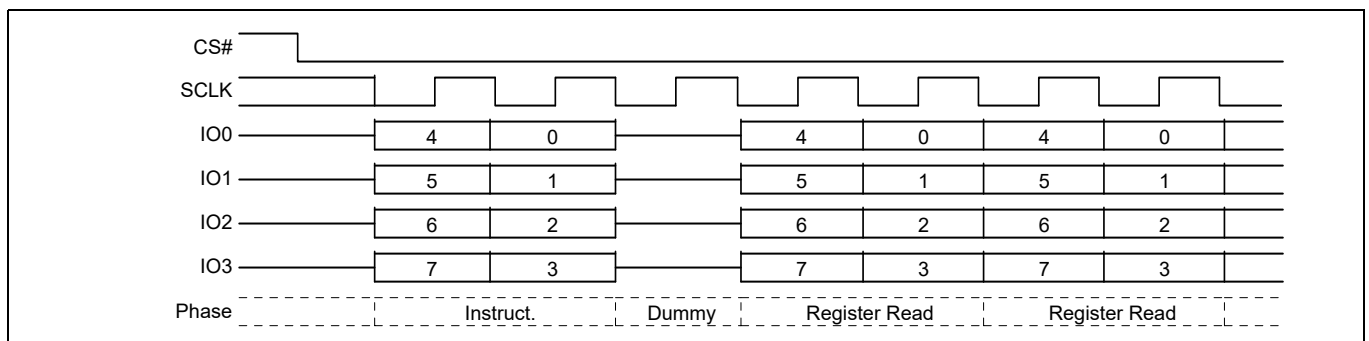 CS#
SCLK
IO0 4 0 4 0 4 0
IO1 5 1 5 1 5 1
IO2 6 2 6 2 6 2
IO3 7 3 7 3 7 3
Phase Instruct. Dummy Register Read Register Read